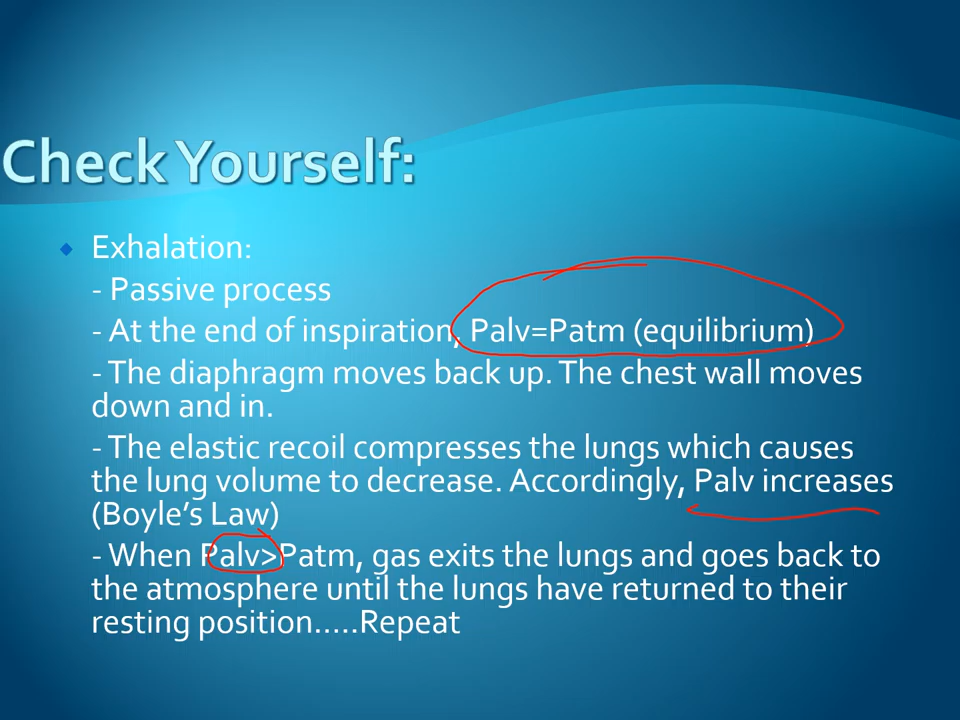 Check Yourself:
Exhalation:
- Passive process
- At the end of inspiration, Palv=Patm (equilibrium)
- The diaphragm moves back up. The chest wall moves
down and in.
- The elastic recoil compresses the lungs which causes
the lung volume to decrease. Accordingly, Palv increases
(Boyle's Law)
- When Palv>Patm, gas exits the lungs and goes back to
the atmosphere until the lungs have returned to their
resting position.....Repeat